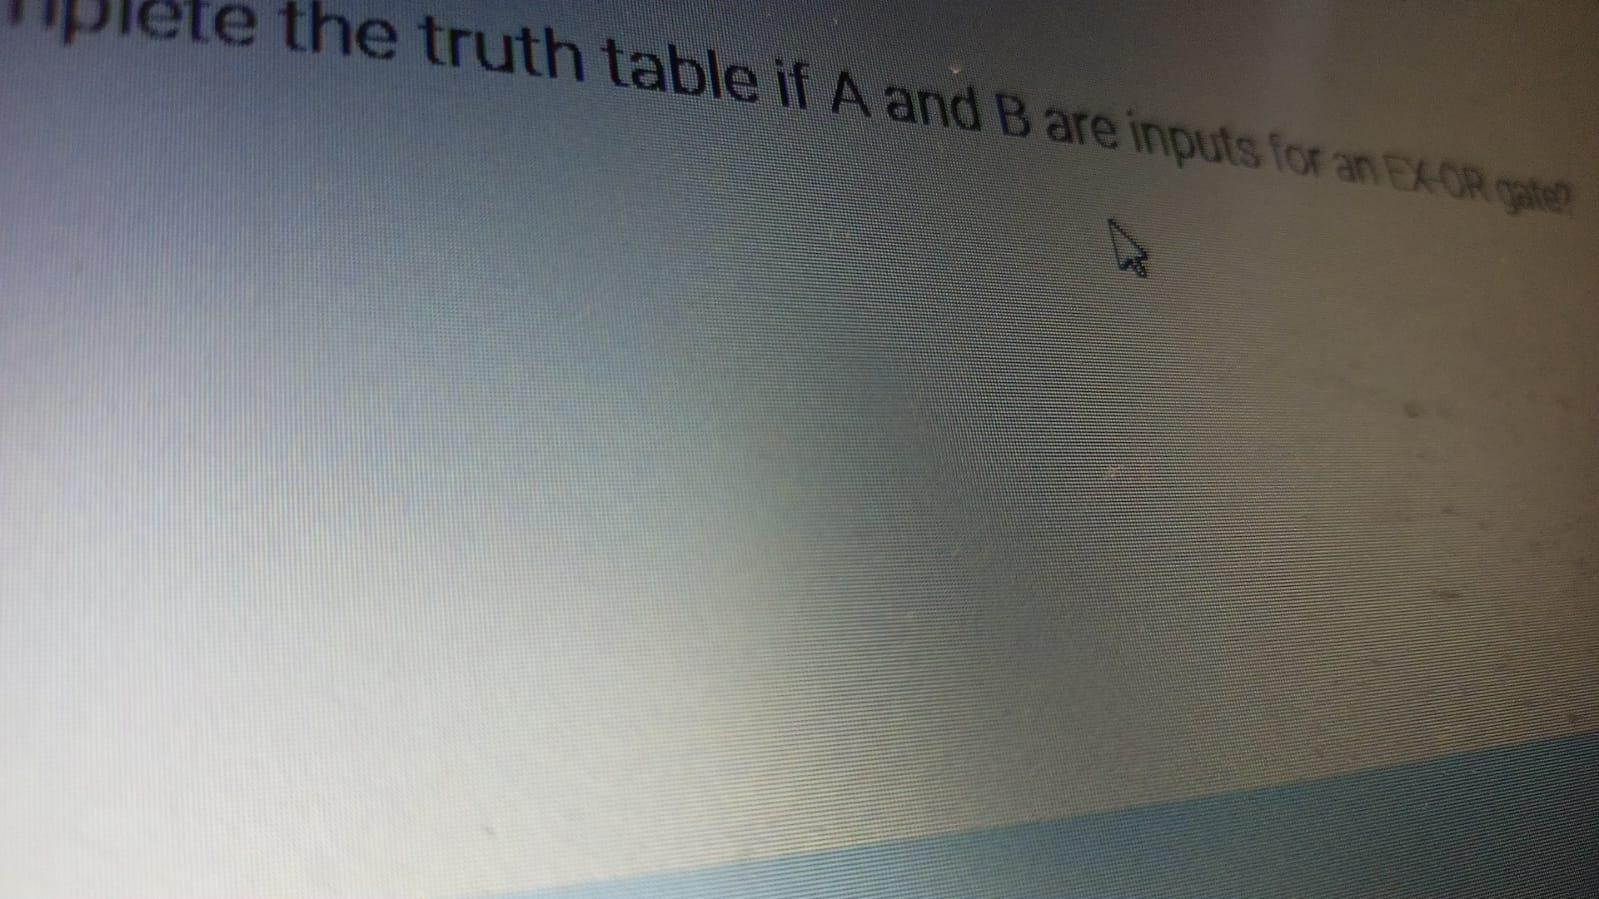 the truth table if A and B are inputs for an EX-OR gate?